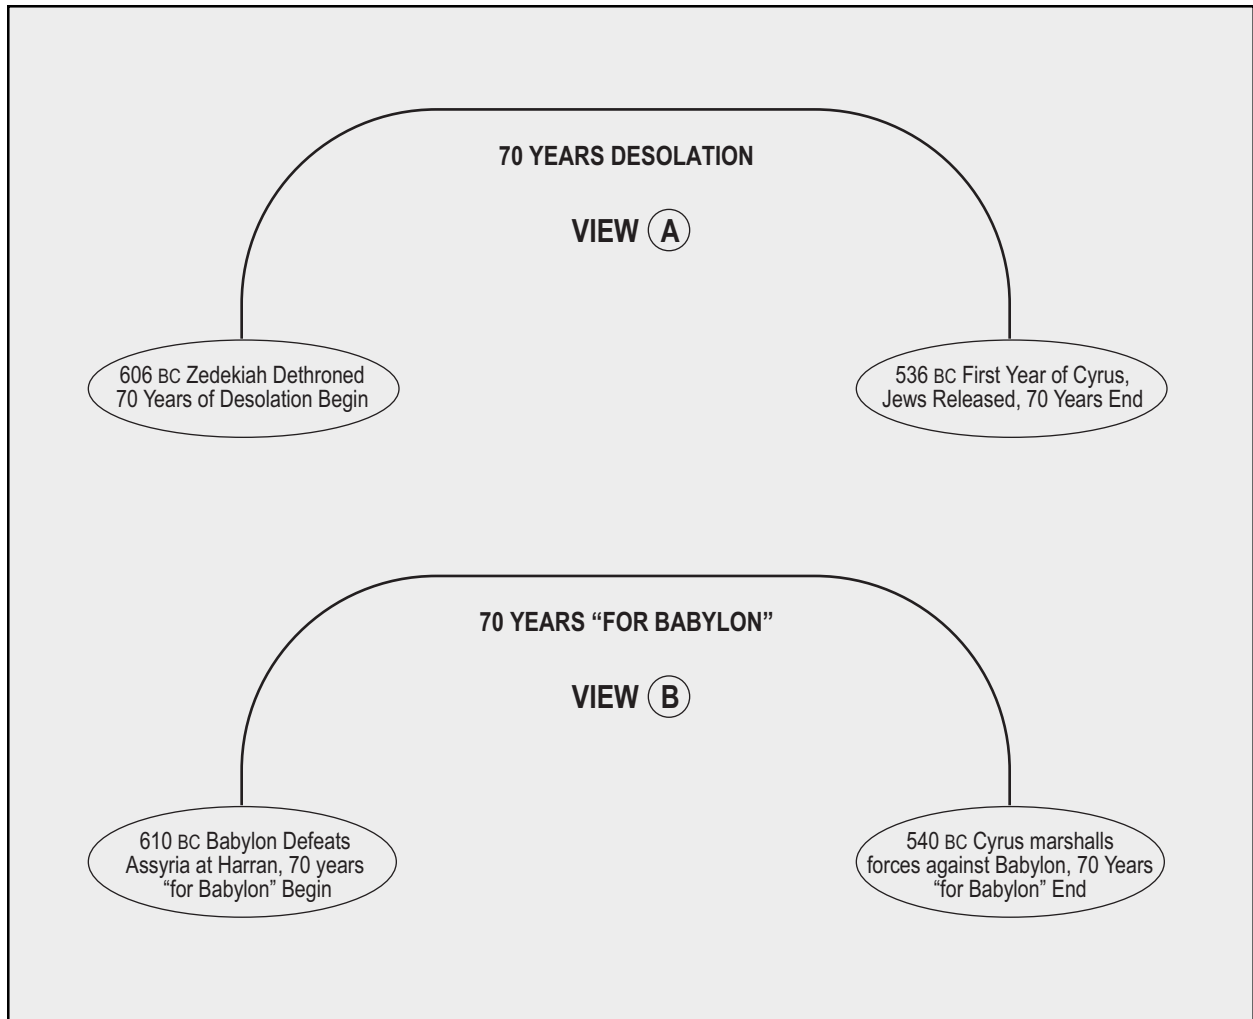 70 YEARS DESOLATION
VIEW A
606 BC Zedekiah Dethroned
70 Years of Desolation Begin
536 BC First Year of Cyrus,
Jews Released, 70 Years End
70 YEARS “FOR BABYLON”
VIEW B
610 BC Babylon Defeats
Assyria at Harran, 70 years
“for Babylon” Begin
540 BC Cyrus marshalls
forces against Babylon, 70 Years
“for Babylon” End